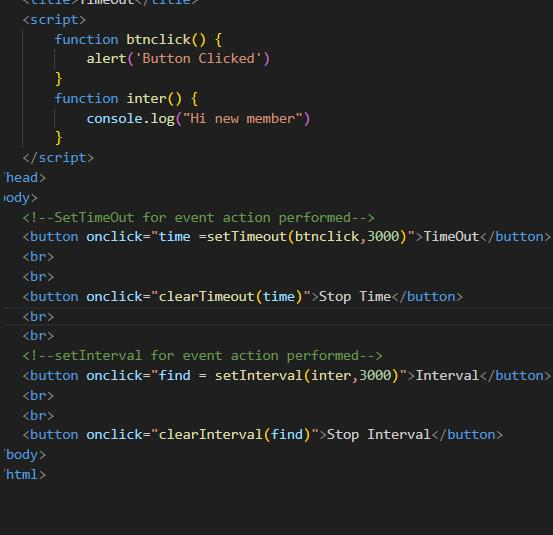 <title>TimeOut</title>
<script>
function btnclick() {
alert('Button Clicked')
}
function inter() {
console.log("Hi new member")
}
</script>
/head>
body>
<!--SetTimeOut for event action performed-->
<button onclick="time =setTimeout(btnclick,3000)">TimeOut</button>
<br>
<br>
<button onclick="clearTimeout(time)">Stop Time</button>
<br>
<br>
<!--setInterval for event action performed-->
<button onclick="find = setInterval(inter,3000)">Interval</button>
<br>
<br>
<button onclick="clearInterval(find)">Stop Interval</button>
/body>
/html>